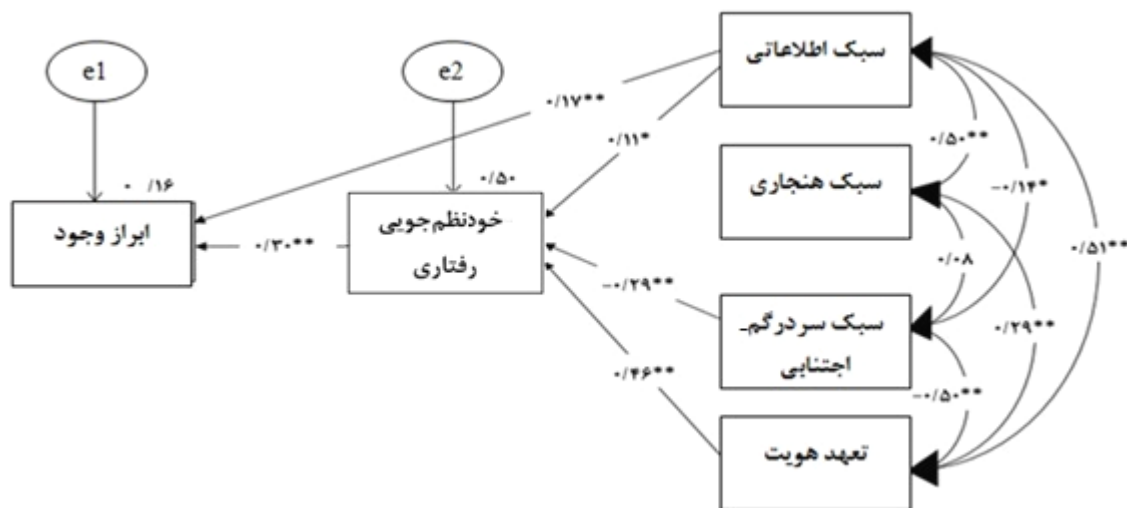 e1
e2
سبک اطلاعاتی
۰/۱۷**
۰/۱۱*
۰/۵۰**
سبک هنجاری
-۰/۱۴*
۰ /۱۶
۰/۵۰
ابراز وجود
خودنظم‌جویی
رفتاری
۰/۳۰**
۰/۵۱**
۰/۰۸
-۰/۲۹**
سبک سردرگم-
اجتنابی
۰/۲۹**
۰/۴۶**
-۰/۵۰**
تعهد هویت